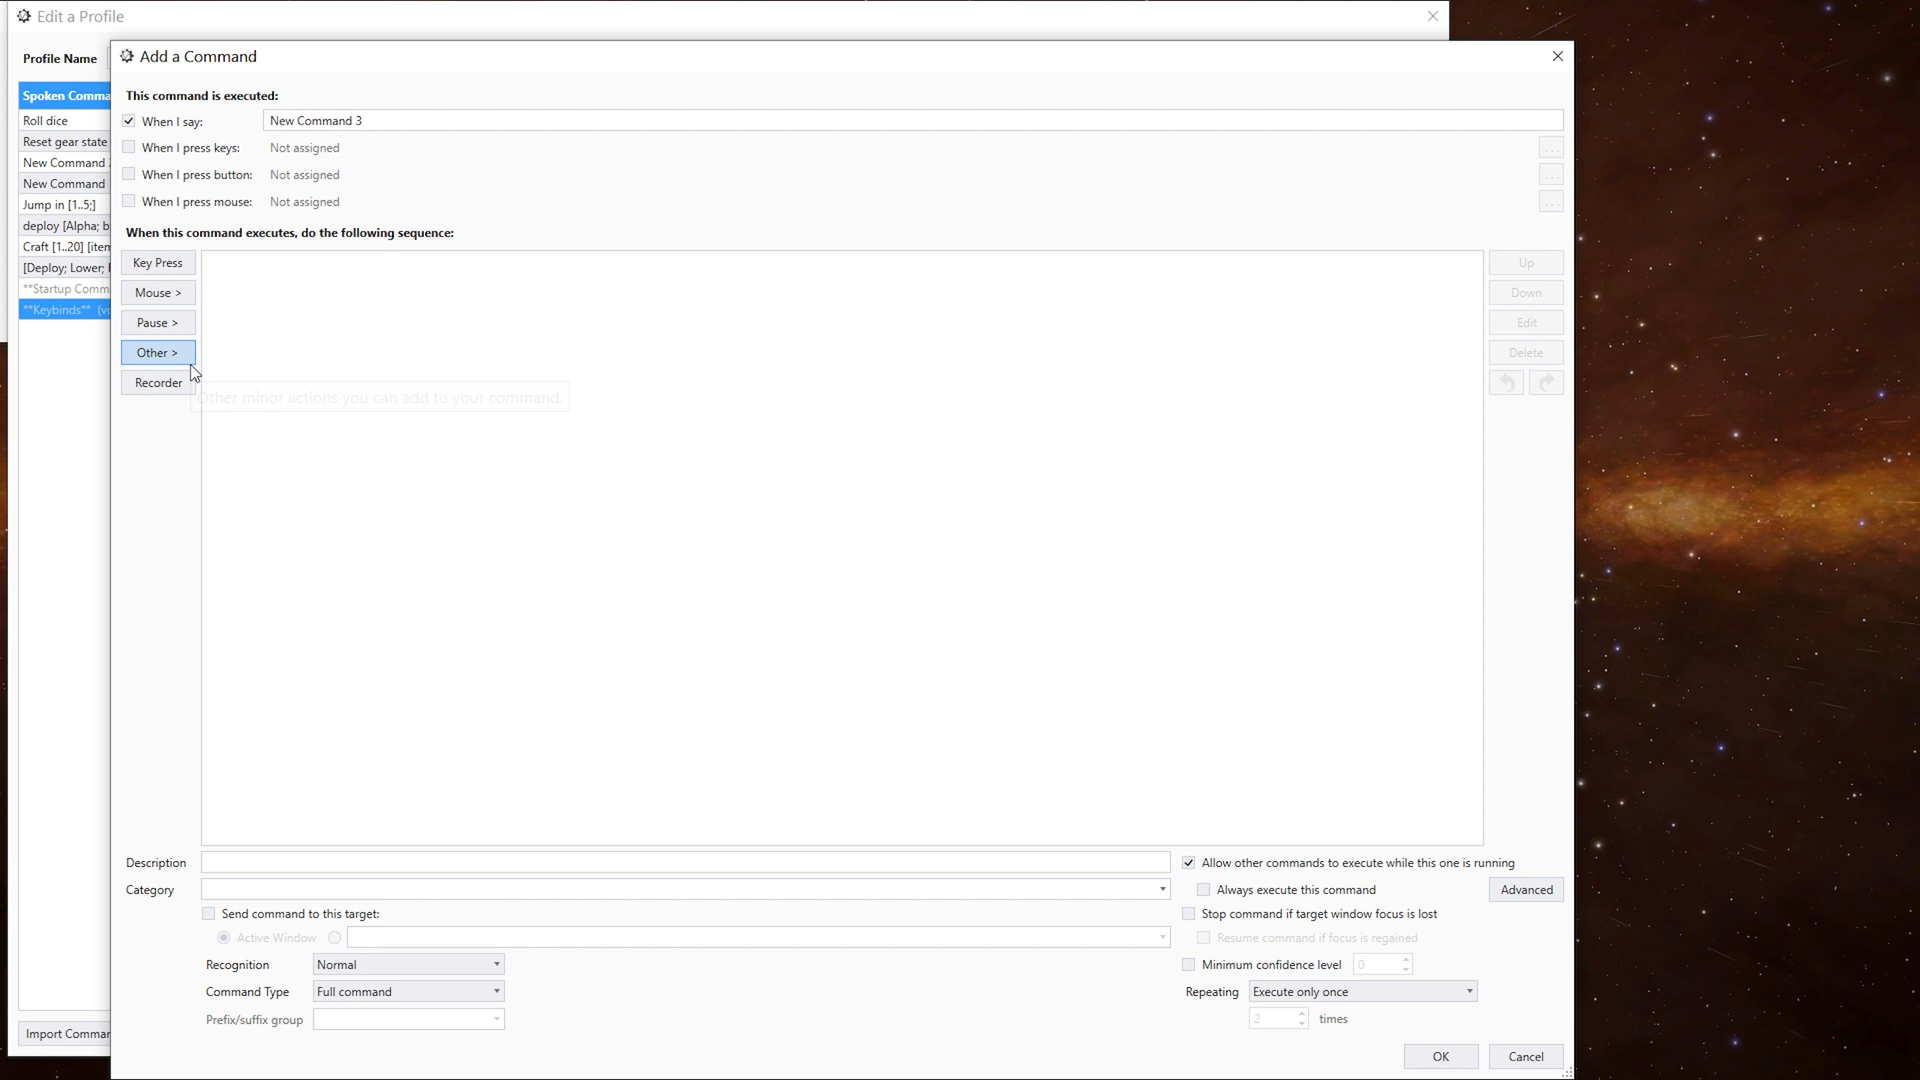 Edit a Profile
Profile Name
Add a Command
Spoken Comma
Roll dice
Reset gear state
New Command
New Command
Jump in [1..5;]
deploy [Alpha; b
Craft [1..20] [item
[Deploy; Lower;
**Startup Comm
**Keybinds** (vo
Import Comman
This command is executed:
When I say:
New Command 3
When I press keys:
Not assigned
...
When I press button:
Not assigned
...
When I press mouse:
Not assigned
...
When this command executes, do the following sequence:
Key Press
Mouse >
Pause >
Other >
Recorder
Other minor actions you can add to your command.
Up
Down
Edit
Delete
Description
Category
Send command to this target:
Active Window
Recognition
Normal
Command Type
Full command
Prefix/suffix group
Allow other commands to execute while this one is running
Always execute this command
Advanced
Stop command if target window focus is lost
Resume command if focus is regained
Minimum confidence level
0
Repeating
Execute only once
2
times
OK
Cancel